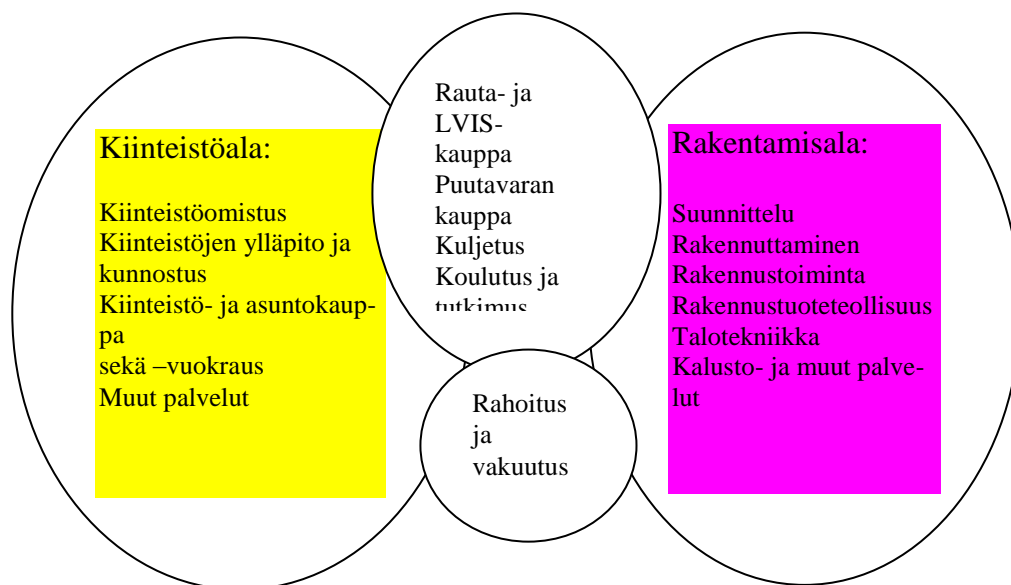 Kiinteistöala:
Kiinteistöomistus
Kiinteistöjen ylläpito ja
kunnostus
Kiinteistö- ja asuntokaup-
pa
sekä –vuokraus
Muut palvelut
Rauta- ja
LVIS-
kauppa
Puutavaran
kauppa
Kuljetus
Koulutus ja
tutkimus
Rahoitus
ja
vakuutus
Rakentamisala:
Suunnittelu
Rakennuttaminen
Rakennustoiminta
Rakennustuoteteollisuus
Talotekniikka
Kalusto- ja muut palve-
lut